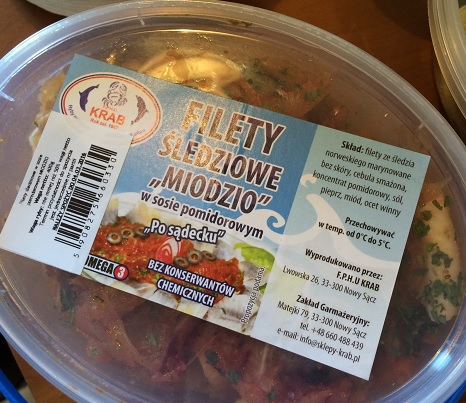 KRAB
FILETY
ŚLEDZIOWE
„MIODZIO”
w sosie pomidorowym
„Po sądecku”
OMEGA 3
BEZ KONSERWANTÓW
CHEMICZNYCH
Skład: filety ze śledzia
norweskiego marynowane
bez skóry, cebula smażona,
koncentrat pomidorowy, sól,
pieprz, miód, ocet winny
Przechowywać
w temp. od 0°C do 5°C.
Wyprodukowano przez:
F.P.H.U KRAB
Lwowska 26, 33-300 Nowy Sącz
Zakład Garmażeryjny:
Matejki 79, 33-300 Nowy Sącz
tel. +48 660 488 439
e-mail: info@sklepy-krab.pl